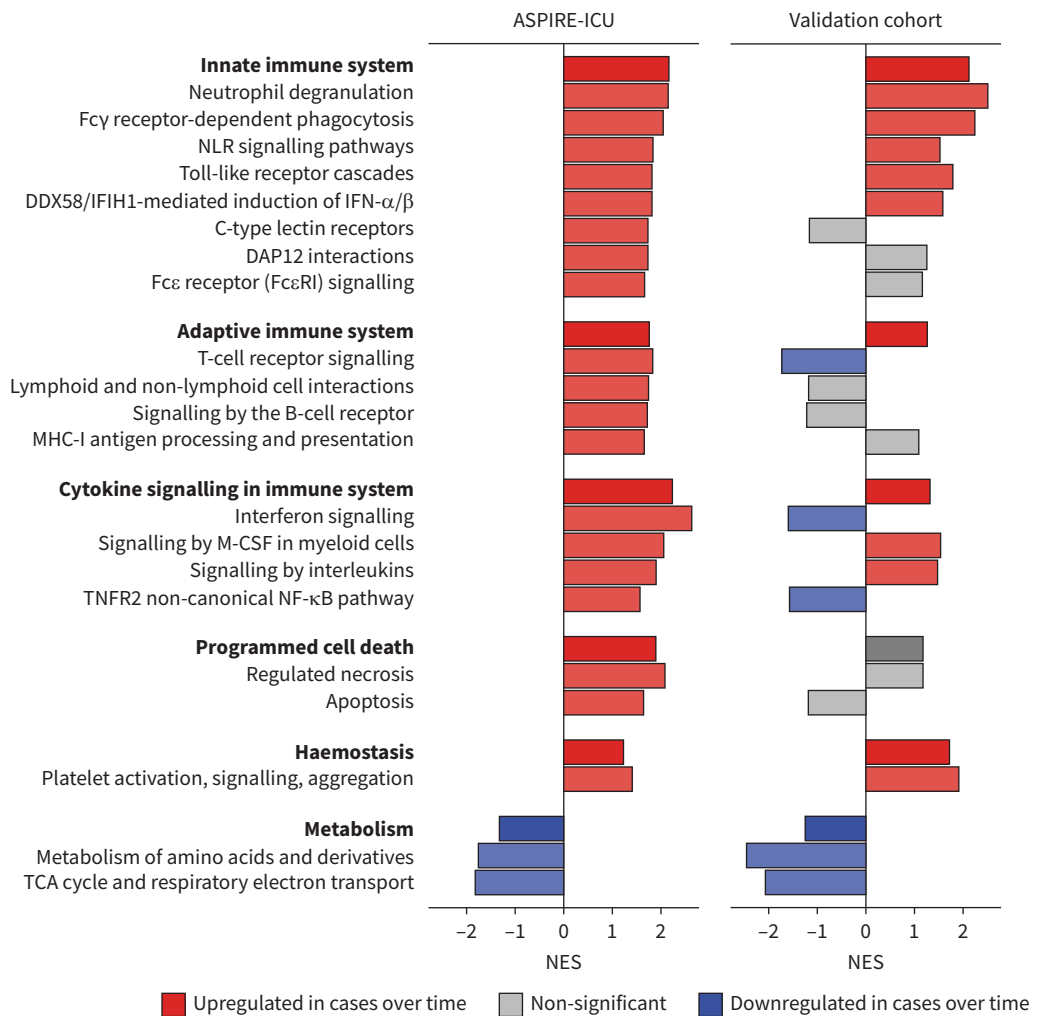 ASPIRE-ICU Validation cohort
Innate immune system
Neutrophil degranulation
Fcγ receptor-dependent phagocytosis
NLR signalling pathways
Toll-like receptor cascades
DDX58/IFIH1-mediated induction of IFN-α/β
C-type lectin receptors
DAP12 interactions
Fcε receptor (FcεRI) signalling
Adaptive immune system
T-cell receptor signalling
Lymphoid and non-lymphoid cell interactions
Signalling by the B-cell receptor
MHC-I antigen processing and presentation
Cytokine signalling in immune system
Interferon signalling
Signalling by M-CSF in myeloid cells
Signalling by interleukins
TNFR2 non-canonical NF-κB pathway
Programmed cell death
Regulated necrosis
Apoptosis
Haemostasis
Platelet activation, signalling, aggregation
Metabolism
Metabolism of amino acids and derivatives
TCA cycle and respiratory electron transport
–2 –1 0 1 2 –2 –1 0 1 2
NES NES
Upregulated in cases over time Non-significant Downregulated in cases over time